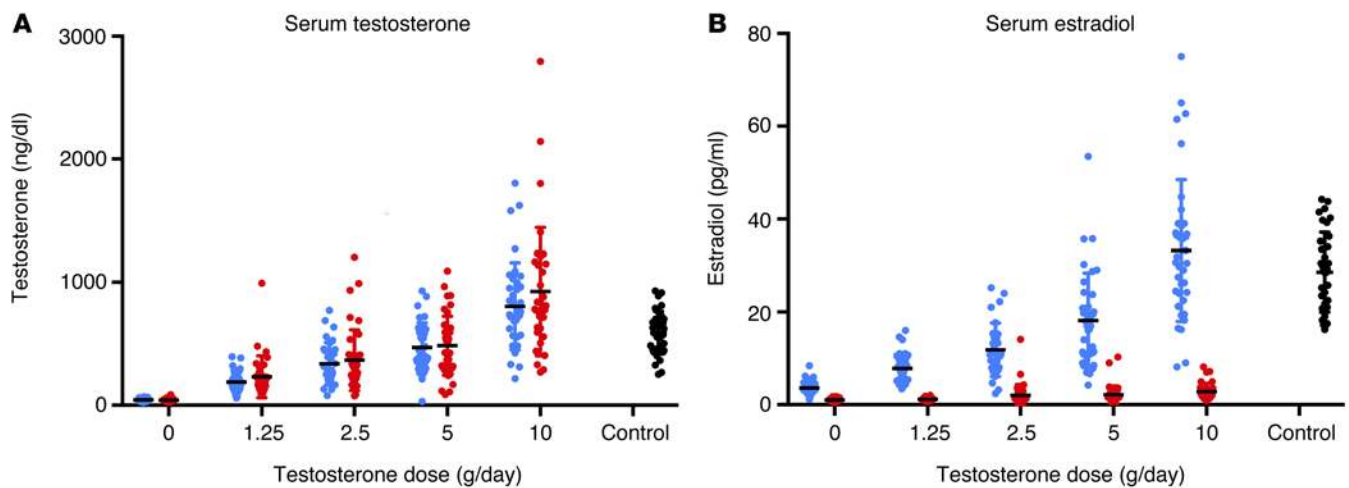 A
Serum testosterone
3000
2000
1000
0
Testosterone (ng/dl)
0 1.25 2.5 5 10 Control
Testosterone dose (g/day)
B
Serum estradiol
80
60
40
20
0
Estradiol (pg/ml)
0 1.25 2.5 5 10 Control
Testosterone dose (g/day)